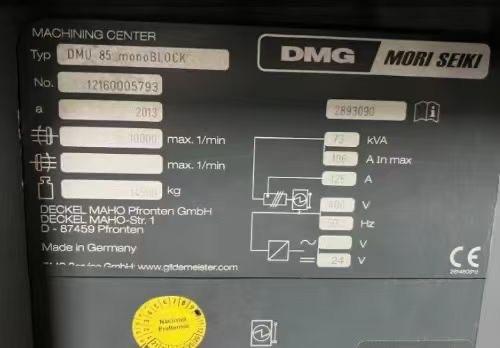 MACHINING CENTER
Typ DMU 85 monoBLOCK
DMG MORI SEIKI
No. 12160005793
a 2013
2893090
10000 max. 1/min
max. 1/min
kg
73 kVA
106 A In max
125 A
400 V
Hz
V
24 V
DECKEL MAHO Pfronten GmbH
DECKEL MAHO-Str. 1
D - 87459 Pfronten
Made in Germany
GmbH: www.gildemeister.com
CE